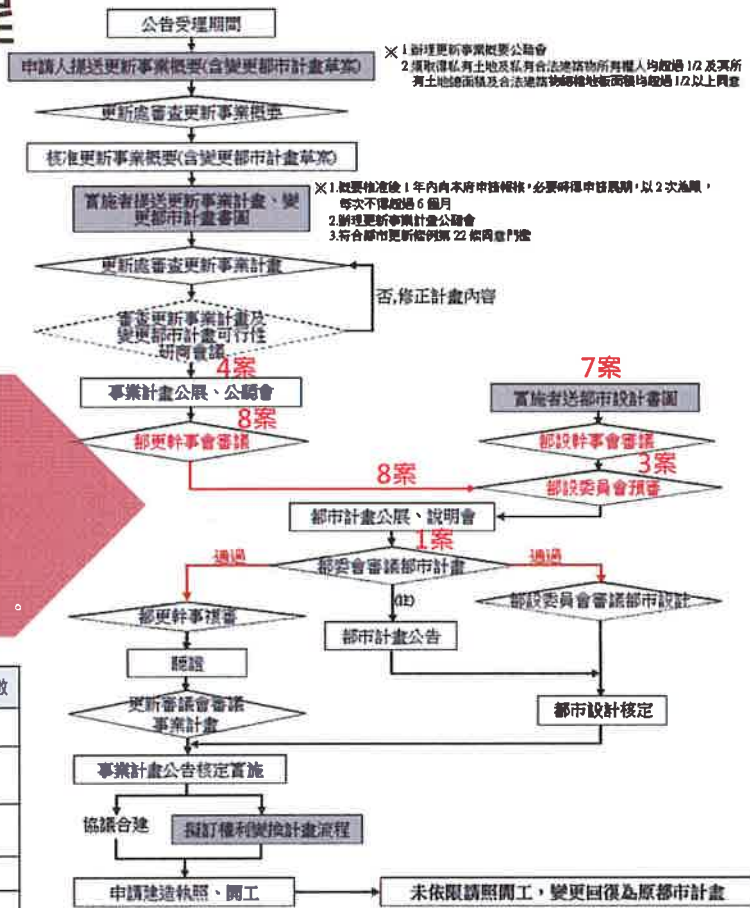 公告受理期間
申請人提送更新事業概要(含變更都市計畫草案)
※ 1.辦理更新事業概要公聽會
2.須取得私有土地及私有合法建築物所有權人均超過 1/2 及其所
有土地總面積及合法建築物總樓地板面積均超過 1/2 以上同意
更新處審查更新事業概要
核准更新事業概要(含變更都市計畫草案)
實施者提送更新事業計畫、變
更都市計畫書圖
※1.概要核准後 1 年內向本府申請報核,必要時得申請展期,以 2 次為限,
每次不得超過 6 個月
2.辦理更新事業計畫公聽會
3.符合都市更新條例第 22 條同意門檻
更新處審查更新事業計畫
否,修正計畫內容
審查更新事業計畫及
變更都市計畫可行性
研商會議
4案
事業計畫公展、公聽會
8案
都更幹事會審議
7案
實施者送都市設計書圖
都設幹事會審議
3案
8案
都設委員會預審
都市計畫公展、說明會
1案
通過
都委會審議都市計畫
通過
都更幹事複審
(註)
都設委員會審議都市設計
都市計畫公告
聽證
更新審議會審議
事業計畫
都市設計核定
數
事業計畫公告核定實施
協議合建
擬訂權利變換計畫流程
申請建造執照、開工
未依限請照開工,變更回復為原都市計畫
。